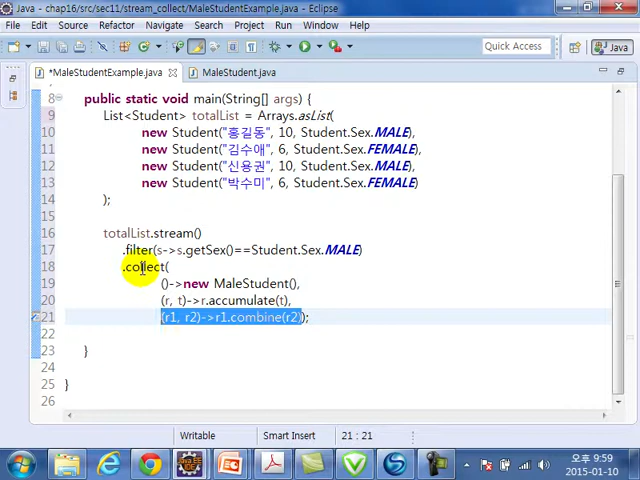 Java - chap16/src/sec11/stream_collect/MaleStudentExample.java - Eclipse
File Edit Source Refactor Navigate Search Project Run Window Help
Quick Access
Java
*MaleStudentExample.java
MaleStudent.java
8 public static void main(String[] args) {
9 List<Student> totalList = Arrays.asList(
10 new Student("홍길동", 10, Student.Sex.MALE),
11 new Student("김수애", 6, Student.Sex.FEMALE),
12 new Student("신용권", 10, Student.Sex.MALE),
13 new Student("박수미", 6, Student.Sex.FEMALE)
14 );
15
16 totalList.stream()
17 .filter(s->s.getSex()==Student.Sex.MALE)
18 .collect(
19 ()->new MaleStudent(),
20 (r, t)->r.accumulate(t),
21 (r1, r2)->r1.combine(r2));
22
23 }
24
25 }
26
Writable Smart Insert 21 : 21
오후 9:59
2015-01-10